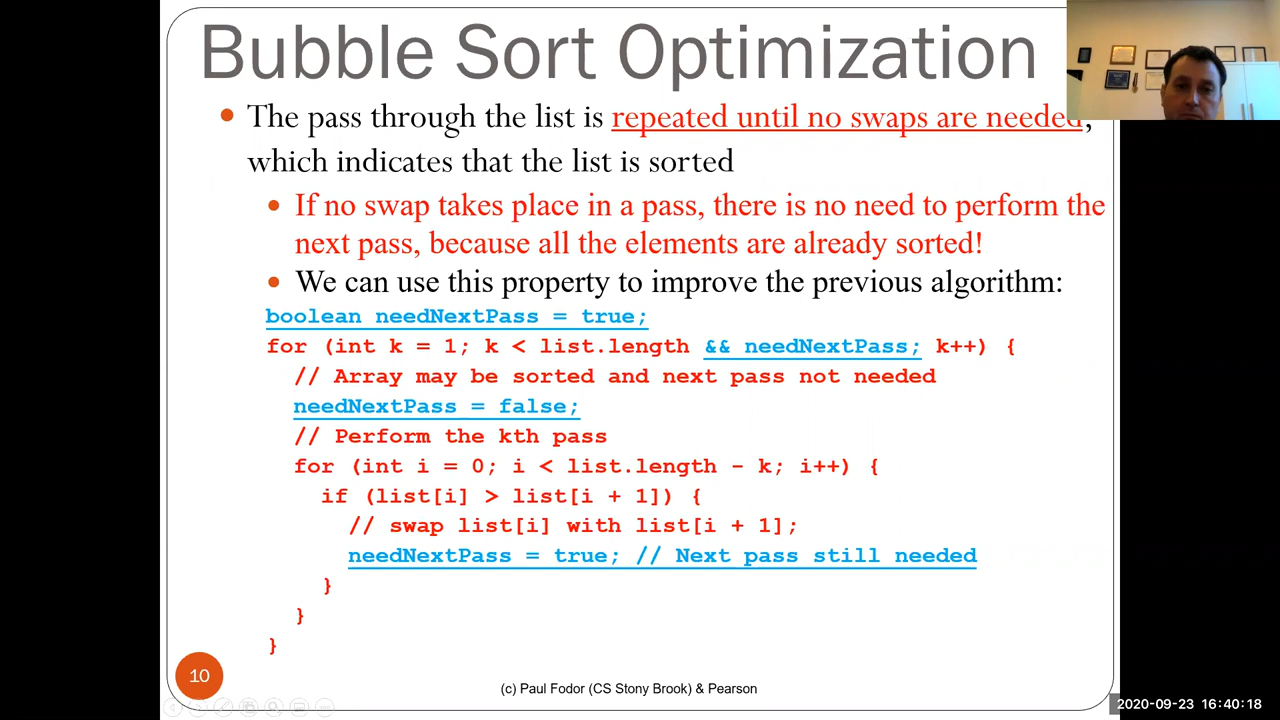 Bubble Sort Optimization
• The pass through the list is repeated until no swaps are needed,
which indicates that the list is sorted
• If no swap takes place in a pass, there is no need to perform the
next pass, because all the elements are already sorted!
• We can use this property to improve the previous algorithm:
boolean needNextPass = true;
for (int k = 1; k < list.length && needNextPass; k++) {
// Array may be sorted and next pass not needed
needNextPass = false;
// Perform the kth pass
for (int i = 0; i < list.length - k; i++) {
if (list[i] > list[i + 1]) {
// swap list[i] with list[i + 1];
needNextPass = true; // Next pass still needed
}
}
}
10
(c) Paul Fodor (CS Stony Brook) & Pearson
2020-09-23 16:40:18